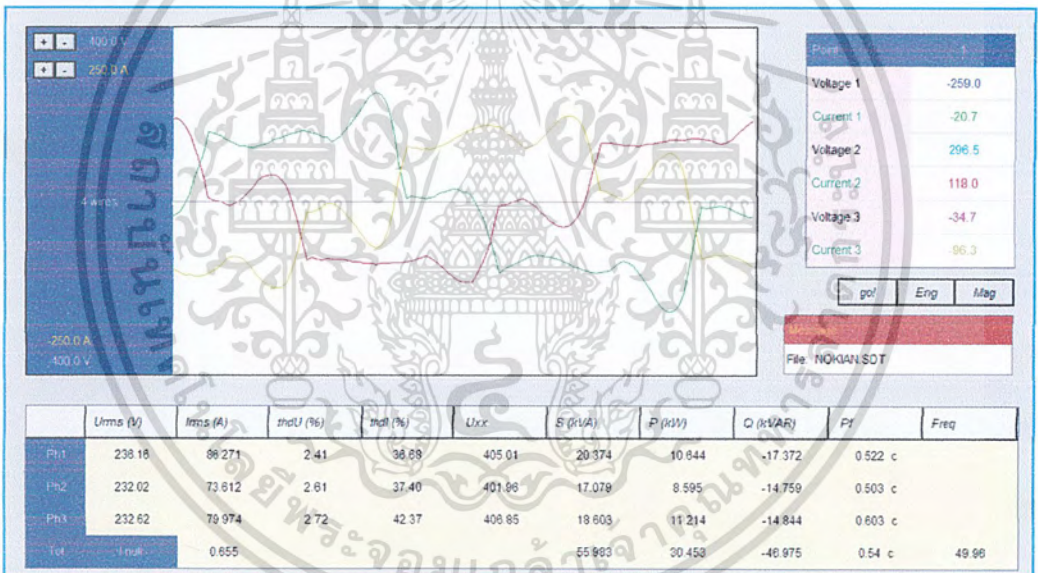 + - 400.0 V
+ - 250.0 A
4 wires
-250.0 A
-400.0 V
Point 1
Voltage 1 -259.0
Current 1 -20.7
Voltage 2 296.5
Current 2 118.0
Voltage 3 -34.7
Current 3 -96.3
go! Eng Mag
File: NOKIAN.SDT
Urms (V) Irms (A) thdU (%) thdI (%) Uxx S (kVA) P (kW) Q (kVAR) Pf Freq
Ph1 236.16 86.271 2.41 36.68 405.01 20.374 10.644 -17.372 0.522 c
Ph2 232.02 73.612 2.61 37.40 401.96 17.079 8.595 -14.759 0.503 c
Ph3 232.62 79.974 2.72 42.37 406.85 18.603 11.214 -14.844 0.603 c
Tot I nuk 0.655 55.983 30.453 -46.975 0.54 c 49.96